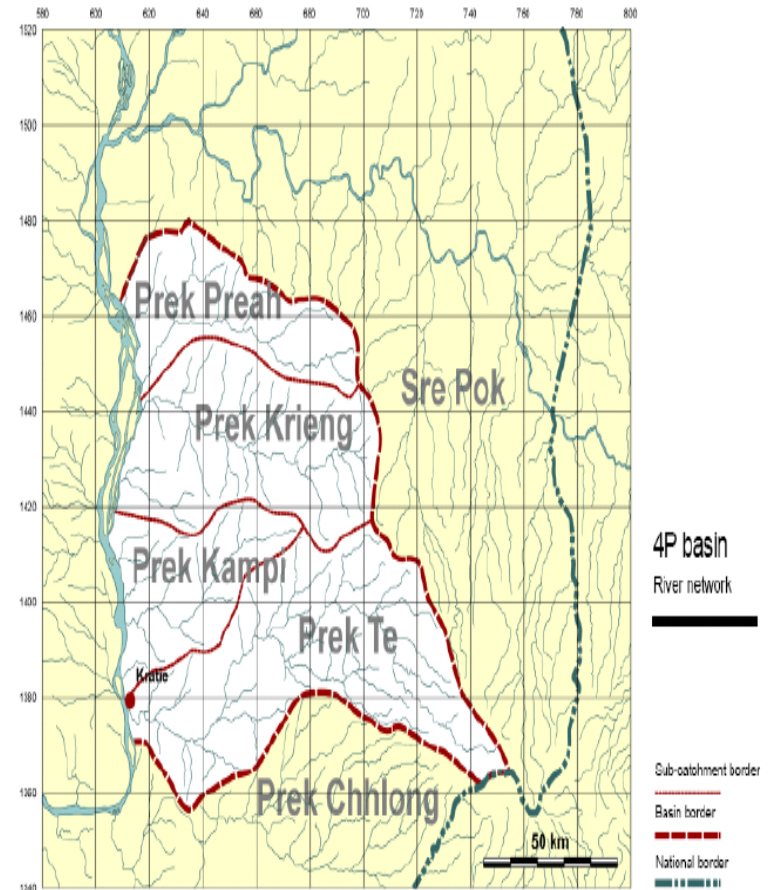 580 600 620 640 660 680 700 720 740 760 780 800
1520
1500
1480
1460
1440
1420
1400
1380
1360
1340
Prek Preah
Sre Pok
Prek Krieng
Prek Kampi
Prek Te
Kratie
Prek Chhlong
50 km
4P basin
River network
Sub-catchment border
Basin border
National border